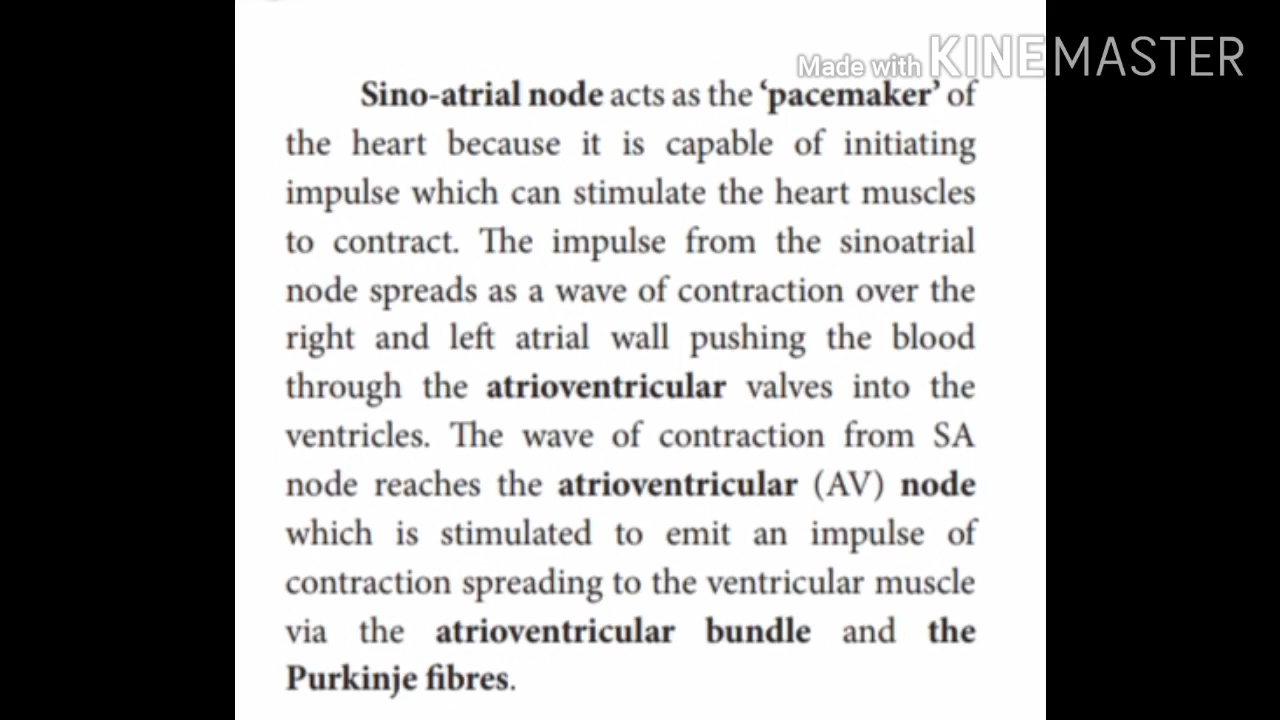 Made with KINEMASTER
Sino-atrial node acts as the ‘pacemaker’ of
the heart because it is capable of initiating
impulse which can stimulate the heart muscles
to contract. The impulse from the sinoatrial
node spreads as a wave of contraction over the
right and left atrial wall pushing the blood
through the atrioventricular valves into the
ventricles. The wave of contraction from SA
node reaches the atrioventricular (AV) node
which is stimulated to emit an impulse of
contraction spreading to the ventricular muscle
via the atrioventricular bundle and the
Purkinje fibres.